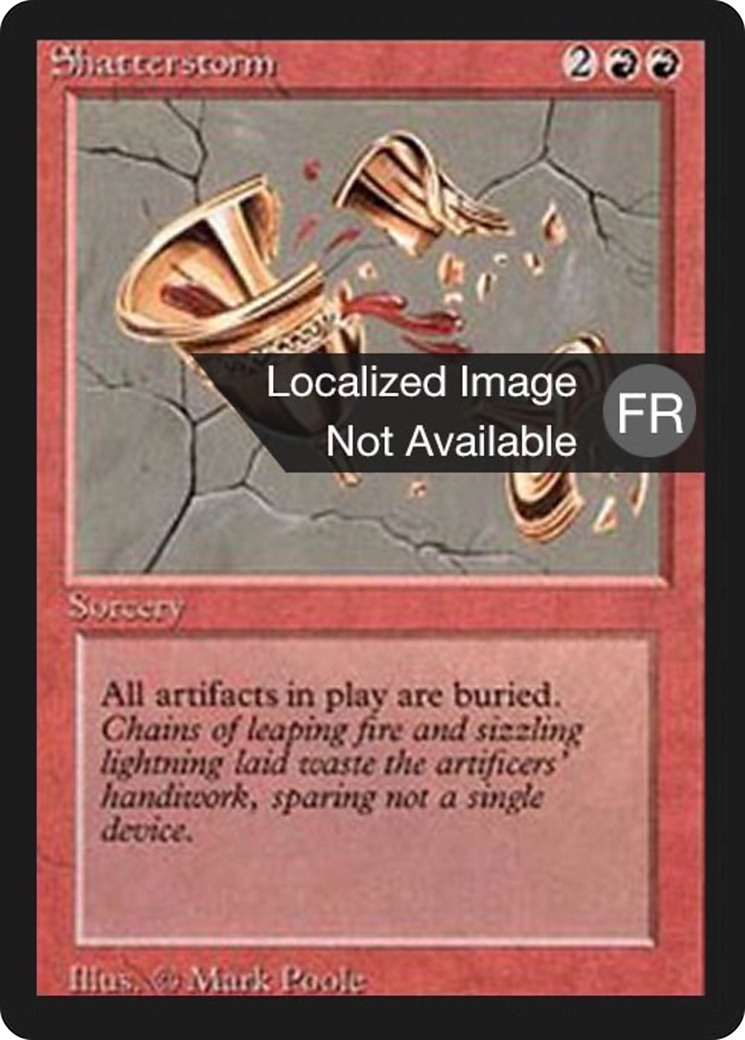 Shatterstorm 2
Localized Image
Not Available
FR
Sorcery
All artifacts in play are buried.
Chains of leaping fire and sizzling
lightning laid waste the artificers'
handiwork, sparing not a single
device.
Illus. © Mark Poole